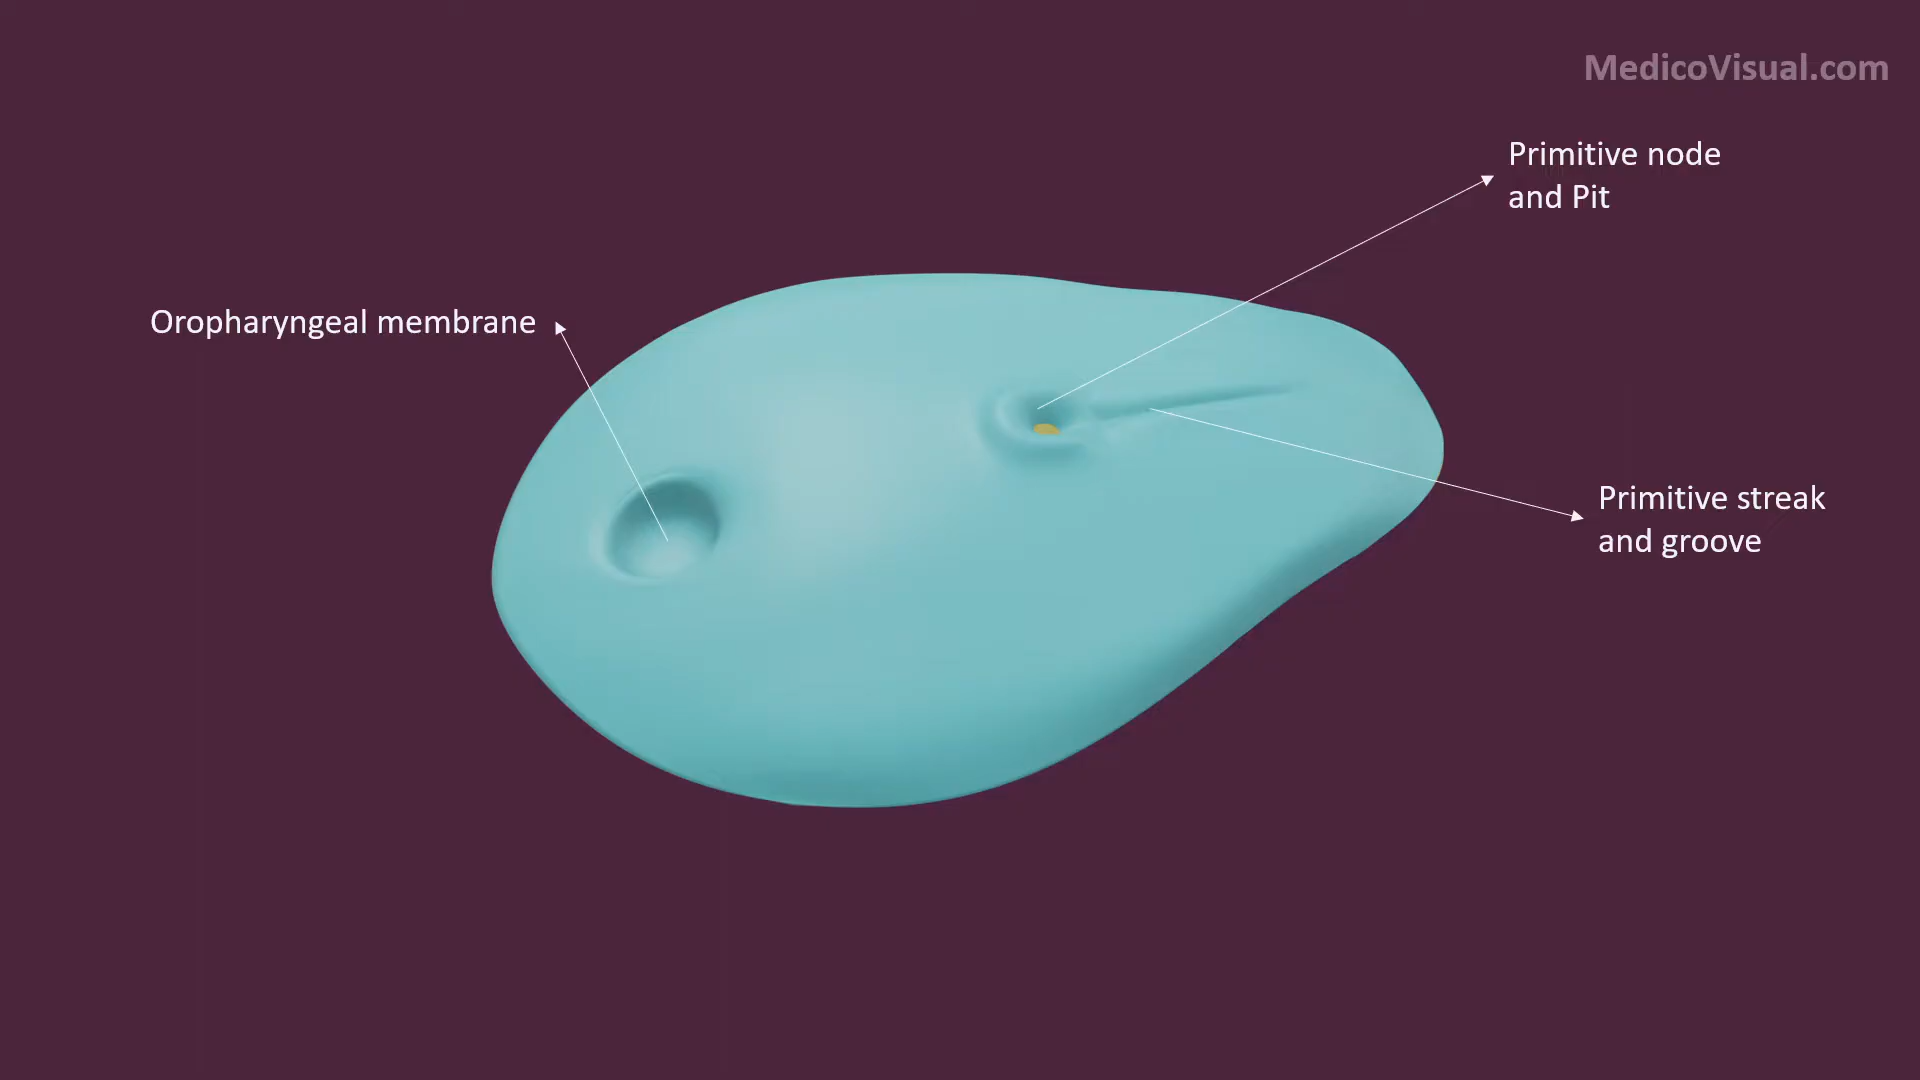 MedicoVisual.com
Primitive node
and Pit
Oropharyngeal membrane
Primitive streak
and groove